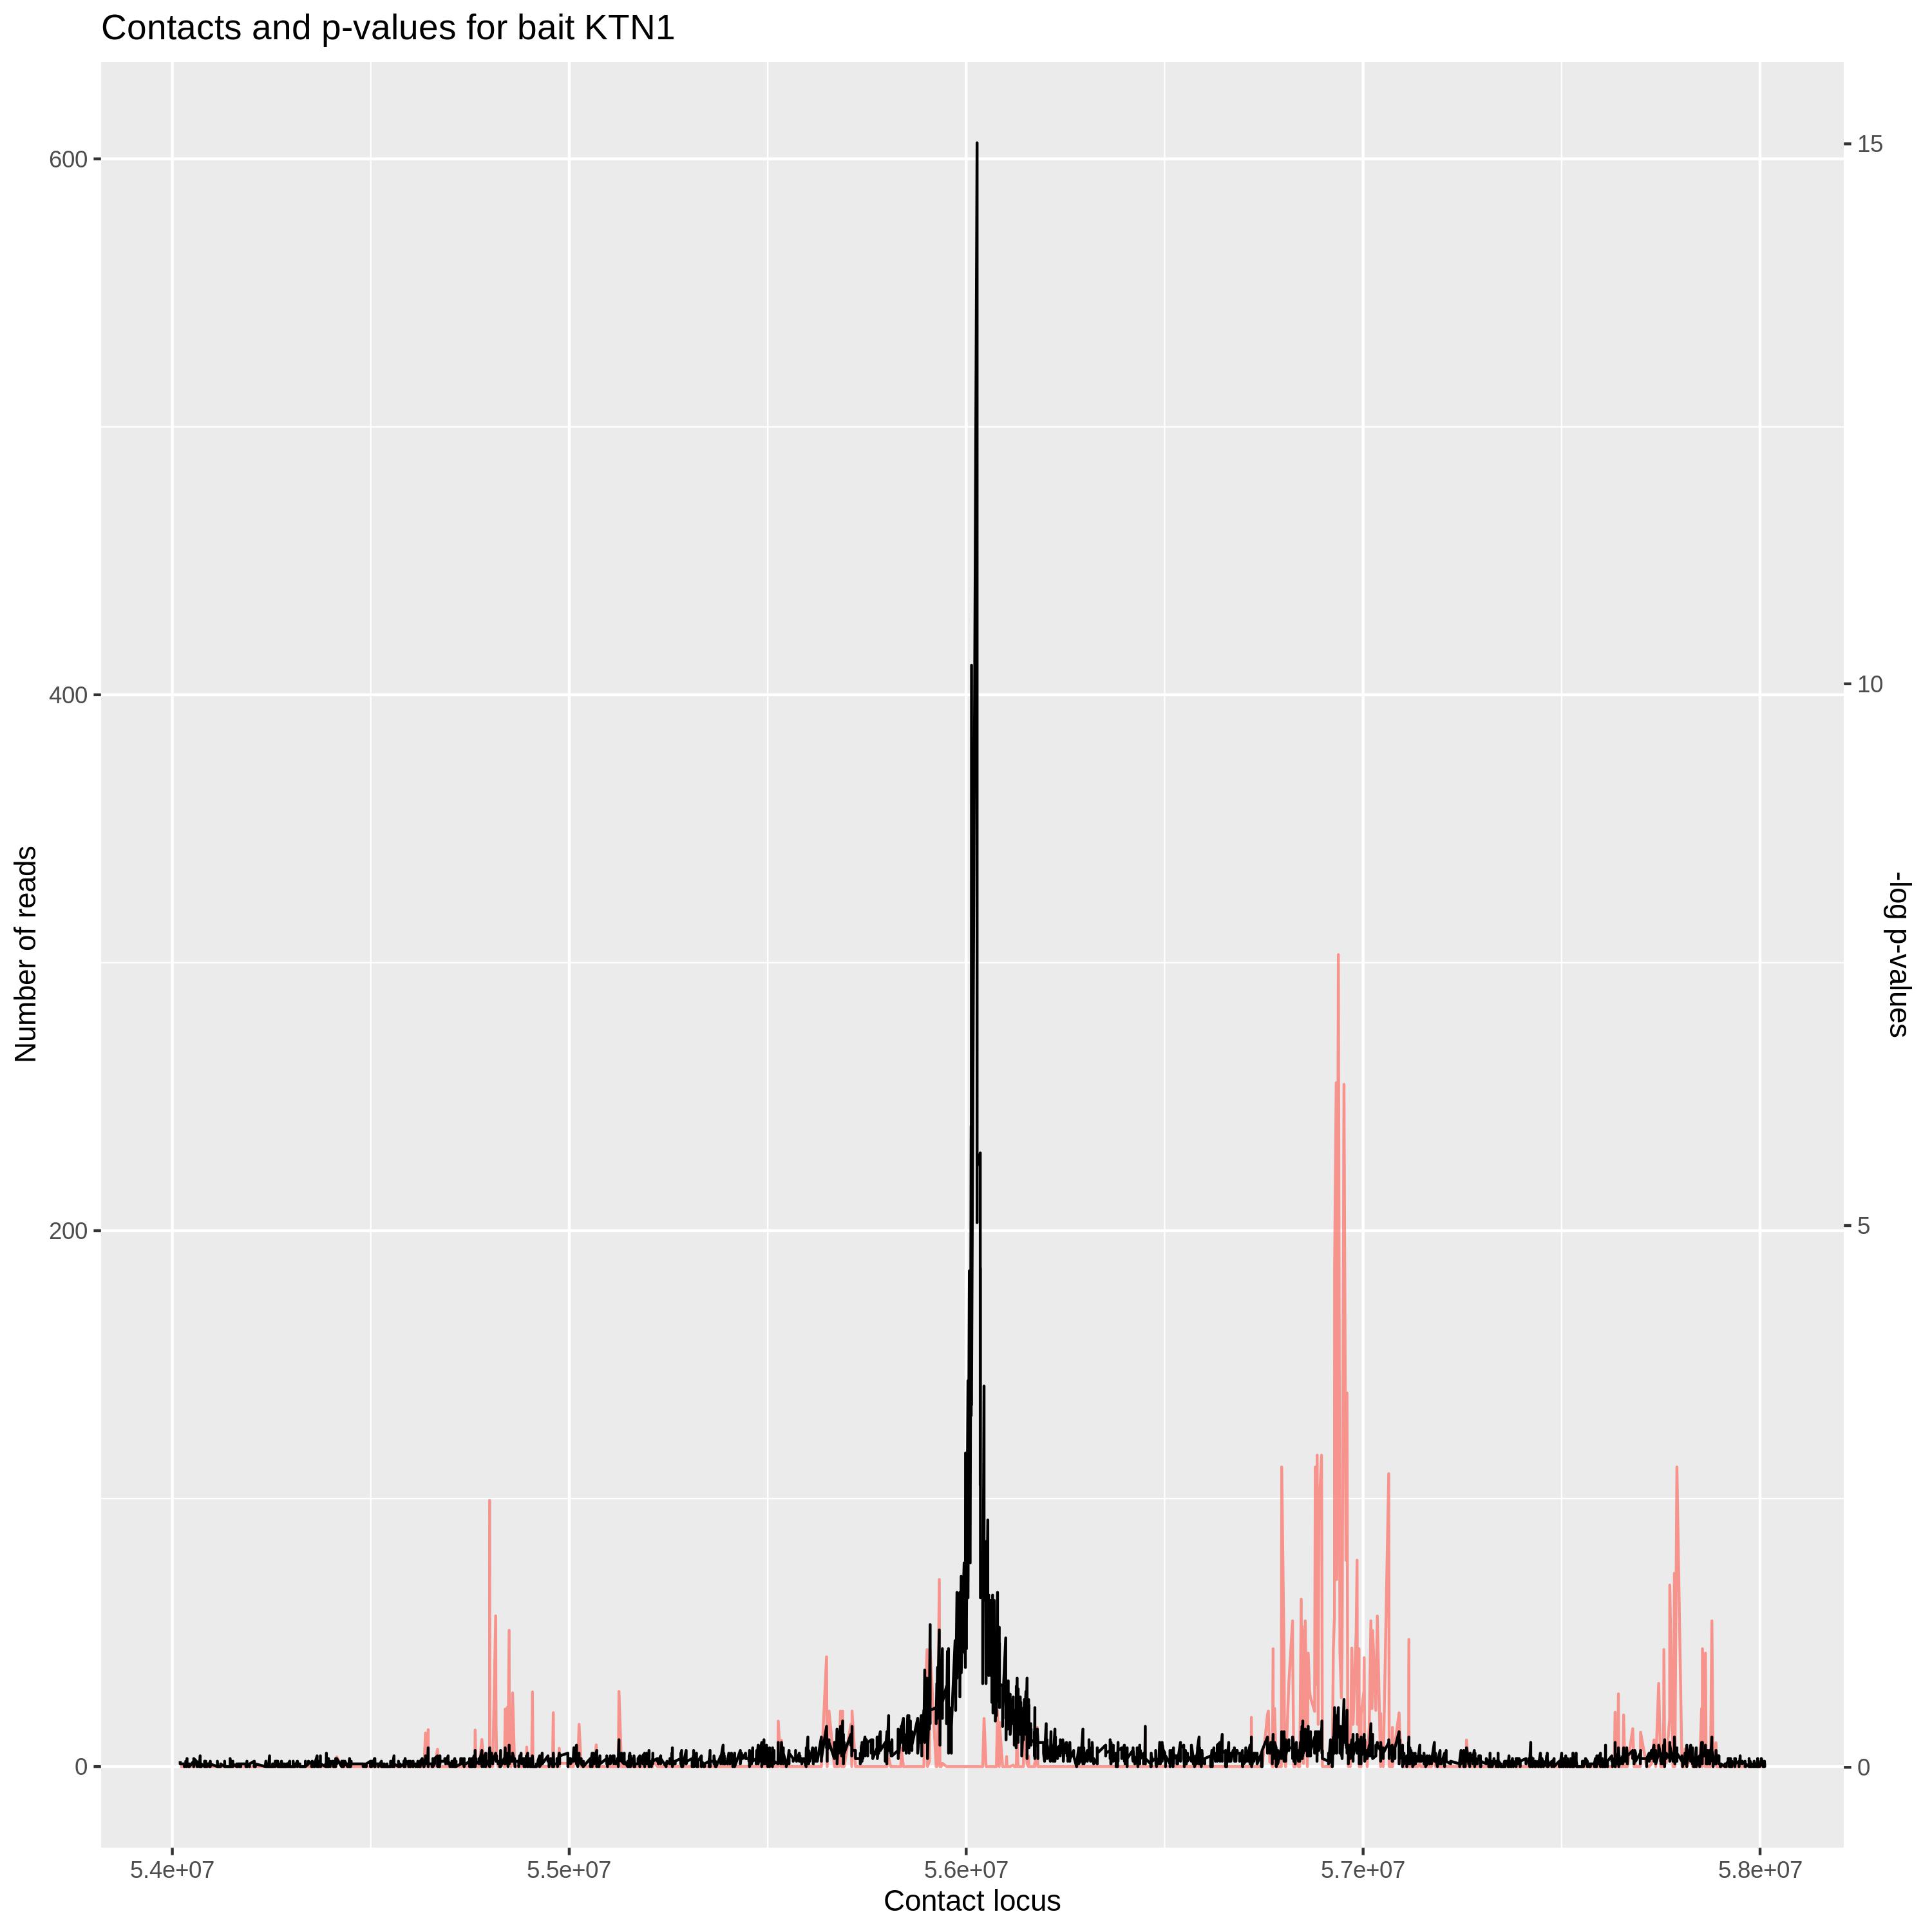 Contacts and p-values for bait KTN1
600
400
200
0
Number of reads
15
10
5
0
-log p-values
5.4e+07
5.5e+07
5.6e+07
5.7e+07
5.8e+07
Contact locus